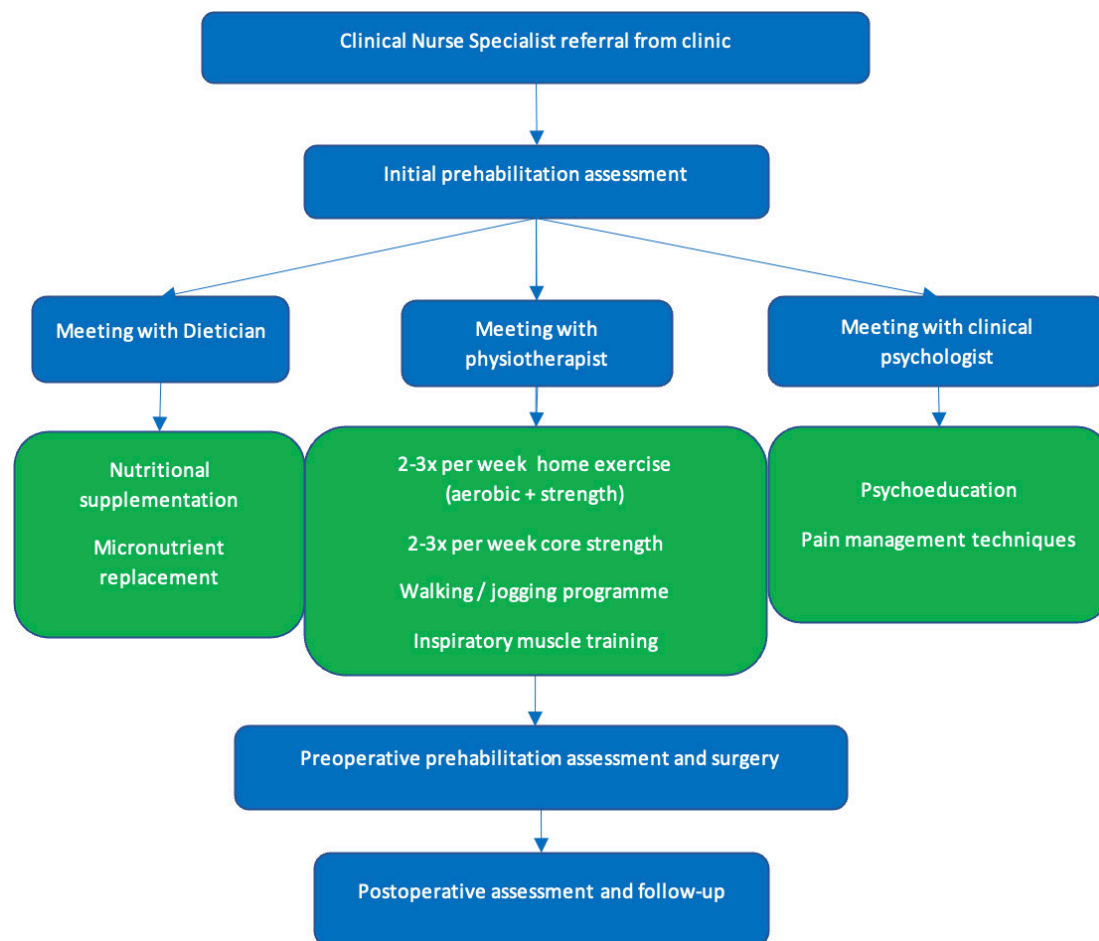 Clinical Nurse Specialist referral from clinic
Initial prehabilitation assessment
Meeting with Dietician
Meeting with
physiotherapist
Meeting with clinical
psychologist
Nutritional
supplementation
Micronutrient
replacement
2-3x per week home exercise
(aerobic + strength)
2-3x per week core strength
Walking / jogging programme
Inspiratory muscle training
Psychoeducation
Pain management techniques
Preoperative prehabilitation assessment and surgery
Postoperative assessment and follow-up